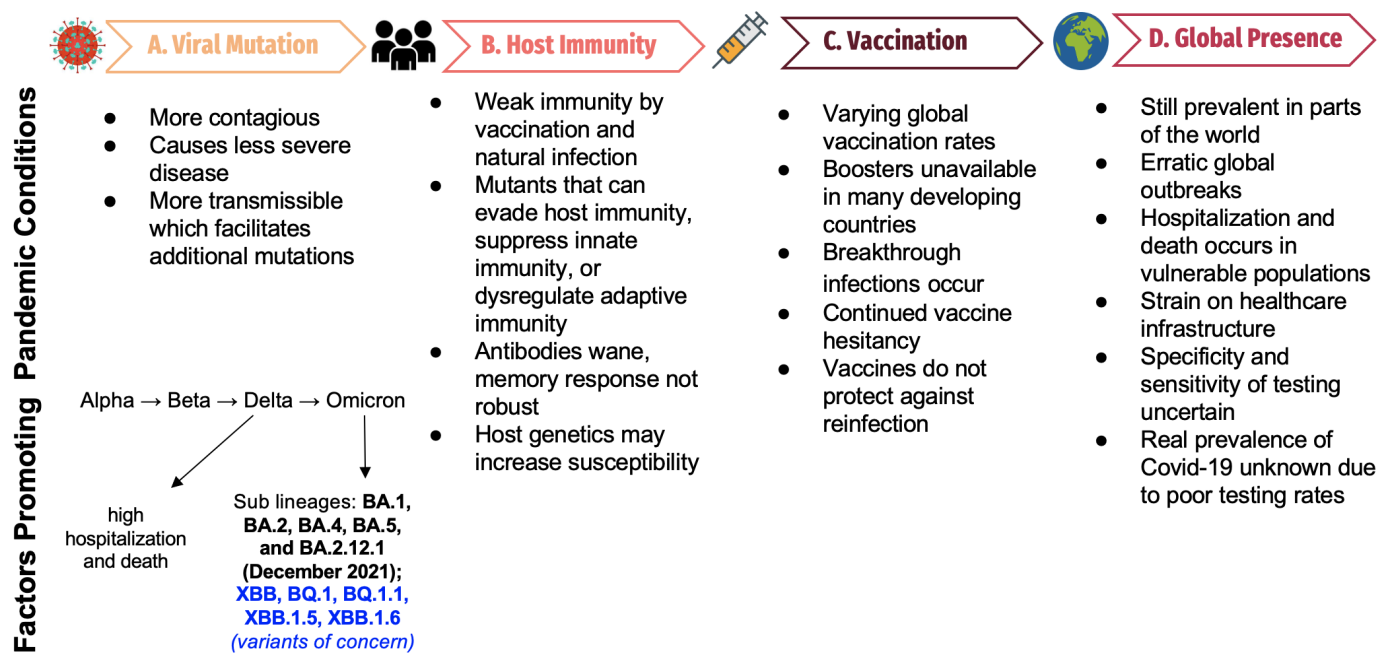 Factors Promoting Pandemic Conditions
A. Viral Mutation
● More contagious
● Causes less severe
disease
● More transmissible
which facilitates
additional mutations
Alpha → Beta → Delta → Omicron
high
hospitalization
and death
Sub lineages: BA.1,
BA.2, BA.4, BA.5,
and BA.2.12.1
(December 2021);
XBB, BQ.1, BQ.1.1,
XBB.1.5, XBB.1.6
(variants of concern)
B. Host Immunity
● Weak immunity by
vaccination and
natural infection
● Mutants that can
evade host immunity,
suppress innate
immunity, or
dysregulate adaptive
immunity
● Antibodies wane,
memory response not
robust
● Host genetics may
increase susceptibility
C. Vaccination
● Varying global
vaccination rates
● Boosters unavailable
in many developing
countries
● Breakthrough
infections occur
● Continued vaccine
hesitancy
● Vaccines do not
protect against
reinfection
D. Global Presence
● Still prevalent in parts
of the world
● Erratic global
outbreaks
● Hospitalization and
death occurs in
vulnerable populations
● Strain on healthcare
infrastructure
● Specificity and
sensitivity of testing
uncertain
● Real prevalence of
Covid-19 unknown due
to poor testing rates